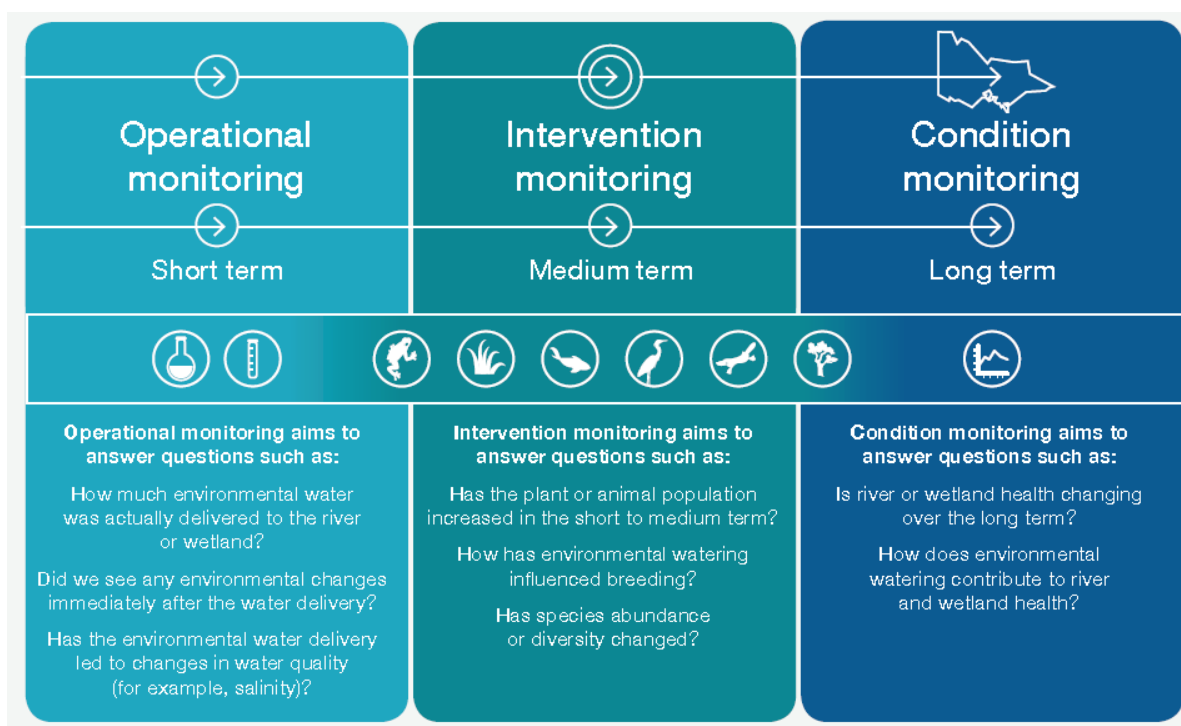 Operational
monitoring
Short term
Operational monitoring aims to
answer questions such as:
How much environmental water
was actually delivered to the river
or wetland?
Did we see any environmental changes
immediately after the water delivery?
Has the environmental water delivery
led to changes in water quality
(for example, salinity)?
Intervention
monitoring
Medium term
Intervention monitoring aims to
answer questions such as:
Has the plant or animal population
increased in the short to medium term?
How has environmental watering
influenced breeding?
Has species abundance
or diversity changed?
Condition
monitoring
Long term
Condition monitoring aims to
answer questions such as:
Is river or wetland health changing
over the long term?
How does environmental
watering contribute to river
and wetland health?